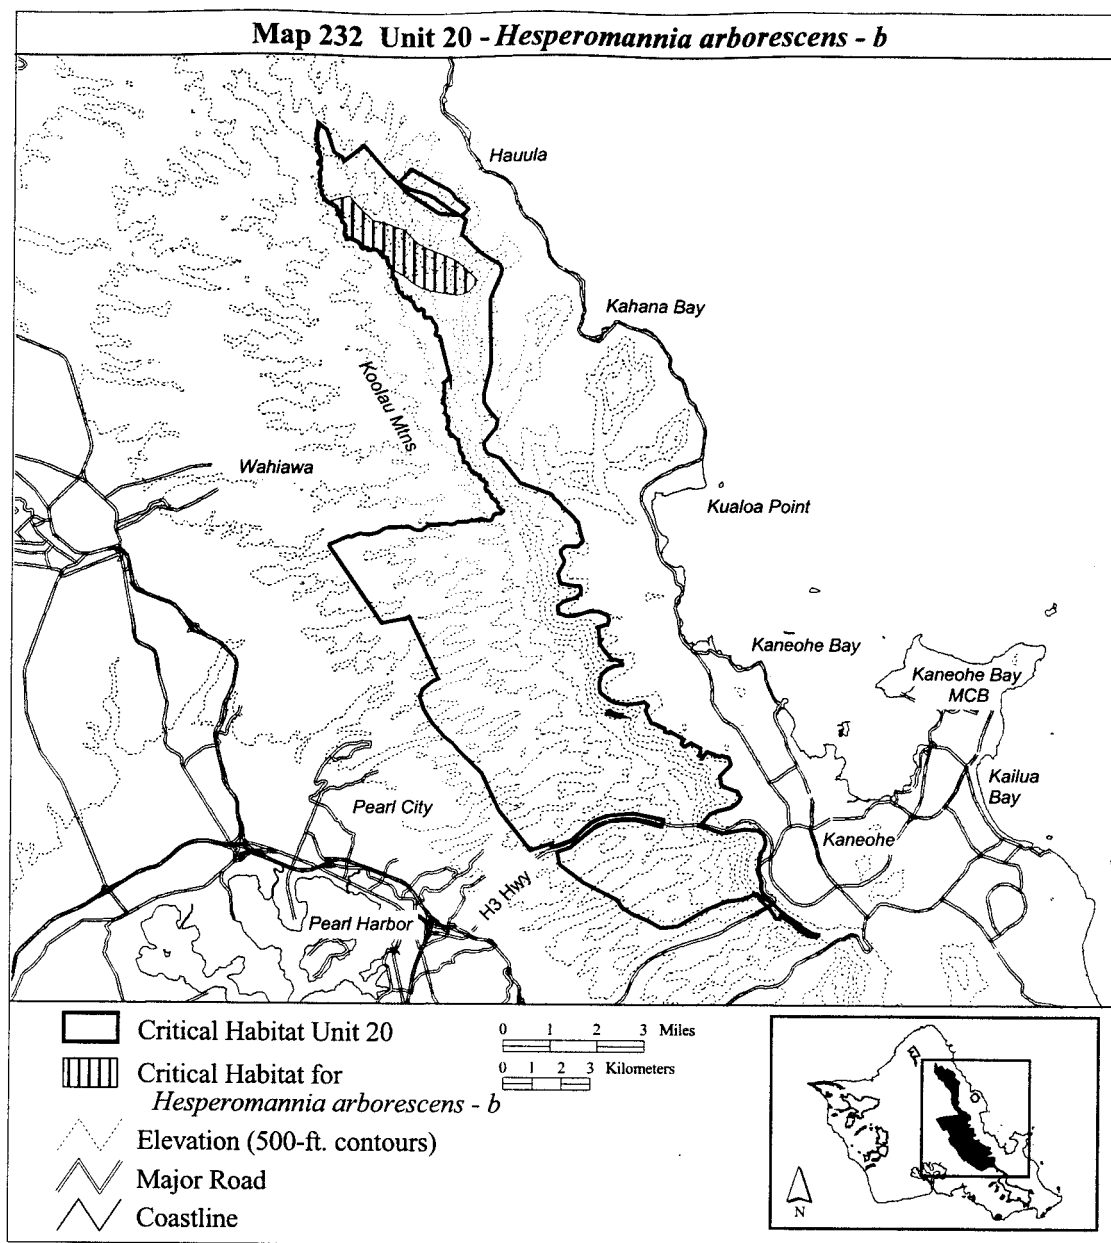 Map 232 Unit 20 - Hesperomannia arborescens - b
Hauula
Kahana Bay
Koolau Mtns
Wahiawa
Kualoa Point
Kaneohe Bay
Kaneohe Bay
MCB
Kailua
Bay
Pearl City
Kaneohe
H3 Hwy
Pearl Harbor
Critical Habitat Unit 20
Critical Habitat for
Hesperomannia arborescens - b
Elevation (500-ft. contours)
Major Road
Coastline
0 1 2 3 Miles
0 1 2 3 Kilometers
N